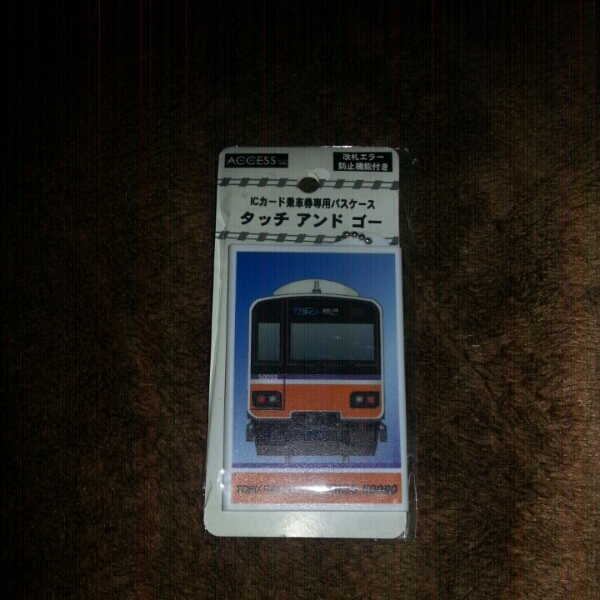 ACCESS
改札エラー
防止機能付き
ICカード乗車券専用パスケース
タッチ アンド ゴー
50090